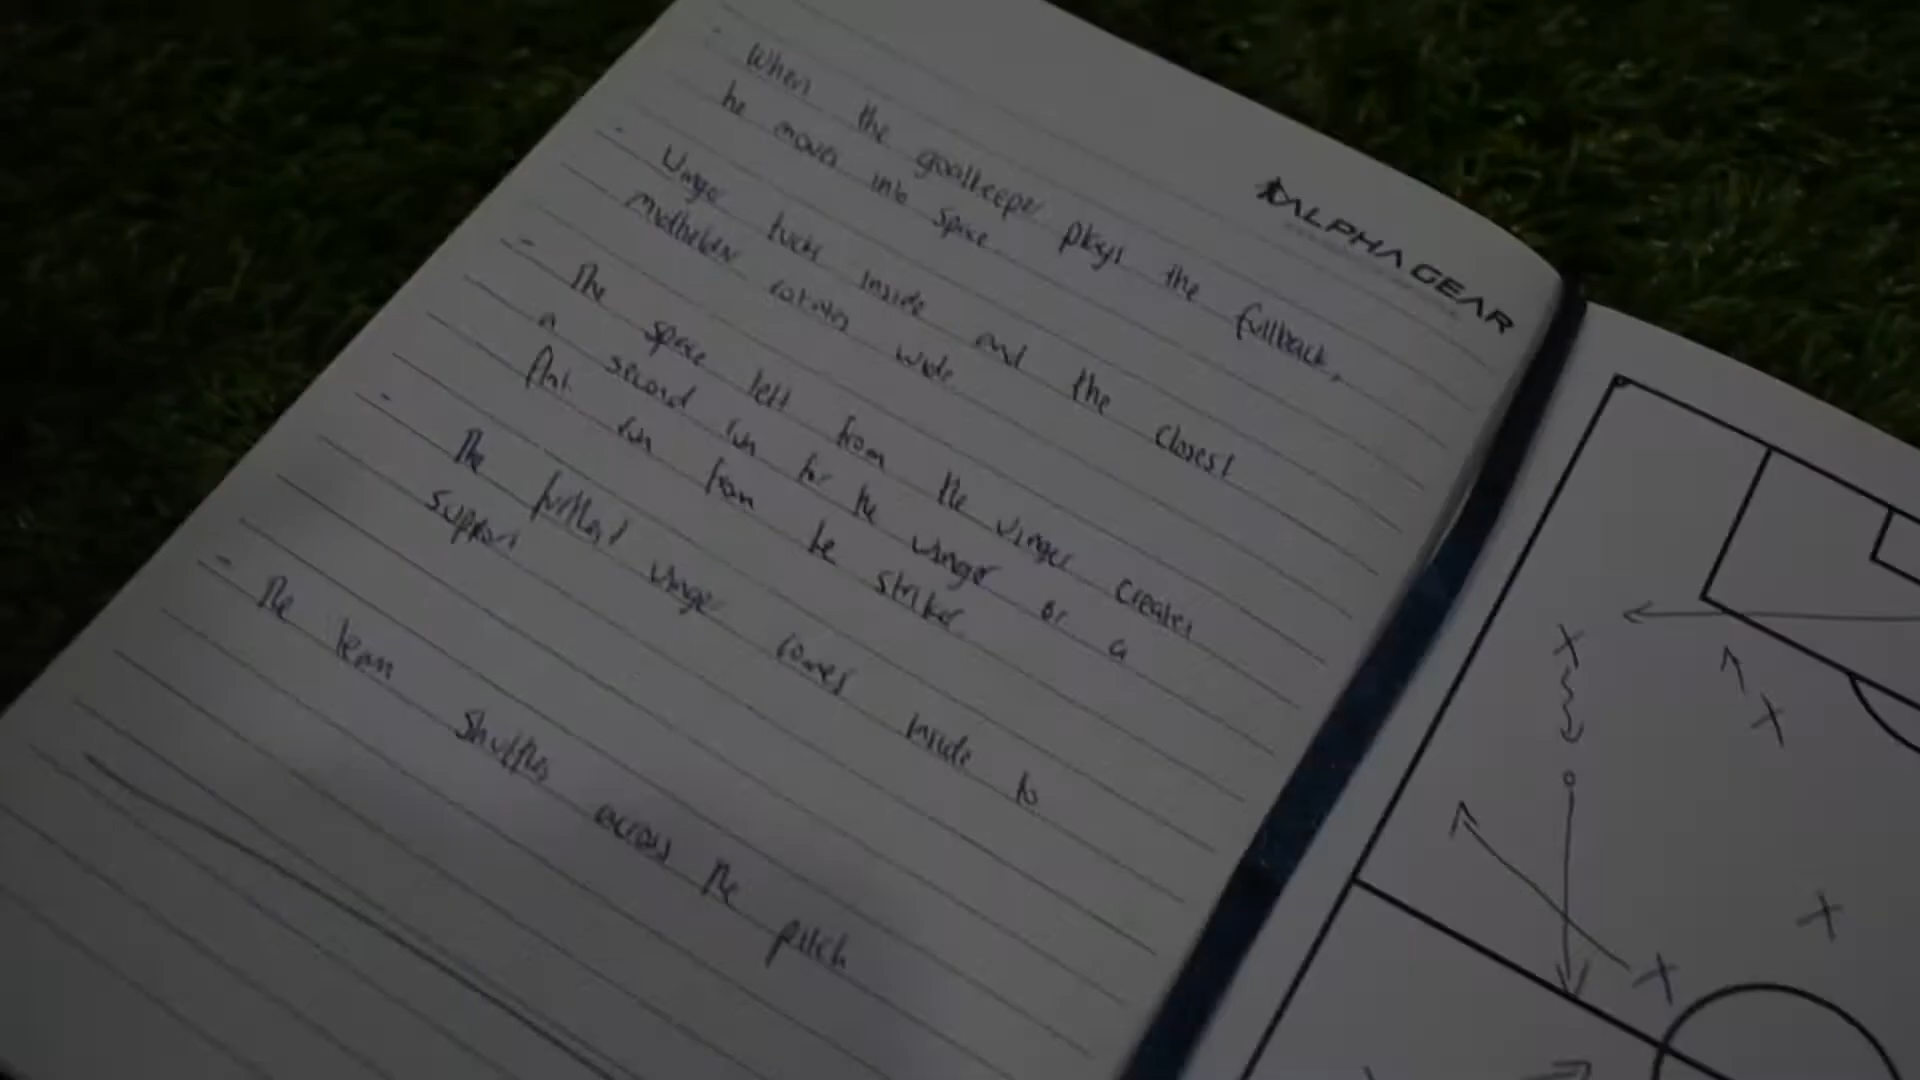 ALPHA GEAR
- When the goalkeeper plays the fullback,
he moves into space
- Winger tucks inside and the closest
midfielder rotates wide
- The space left from the winger creates
a second run for the winger or a
flat run from the striker.
- The furthest winger comes inside to
support
- The team shuffles across the pitch
X
X
X
X